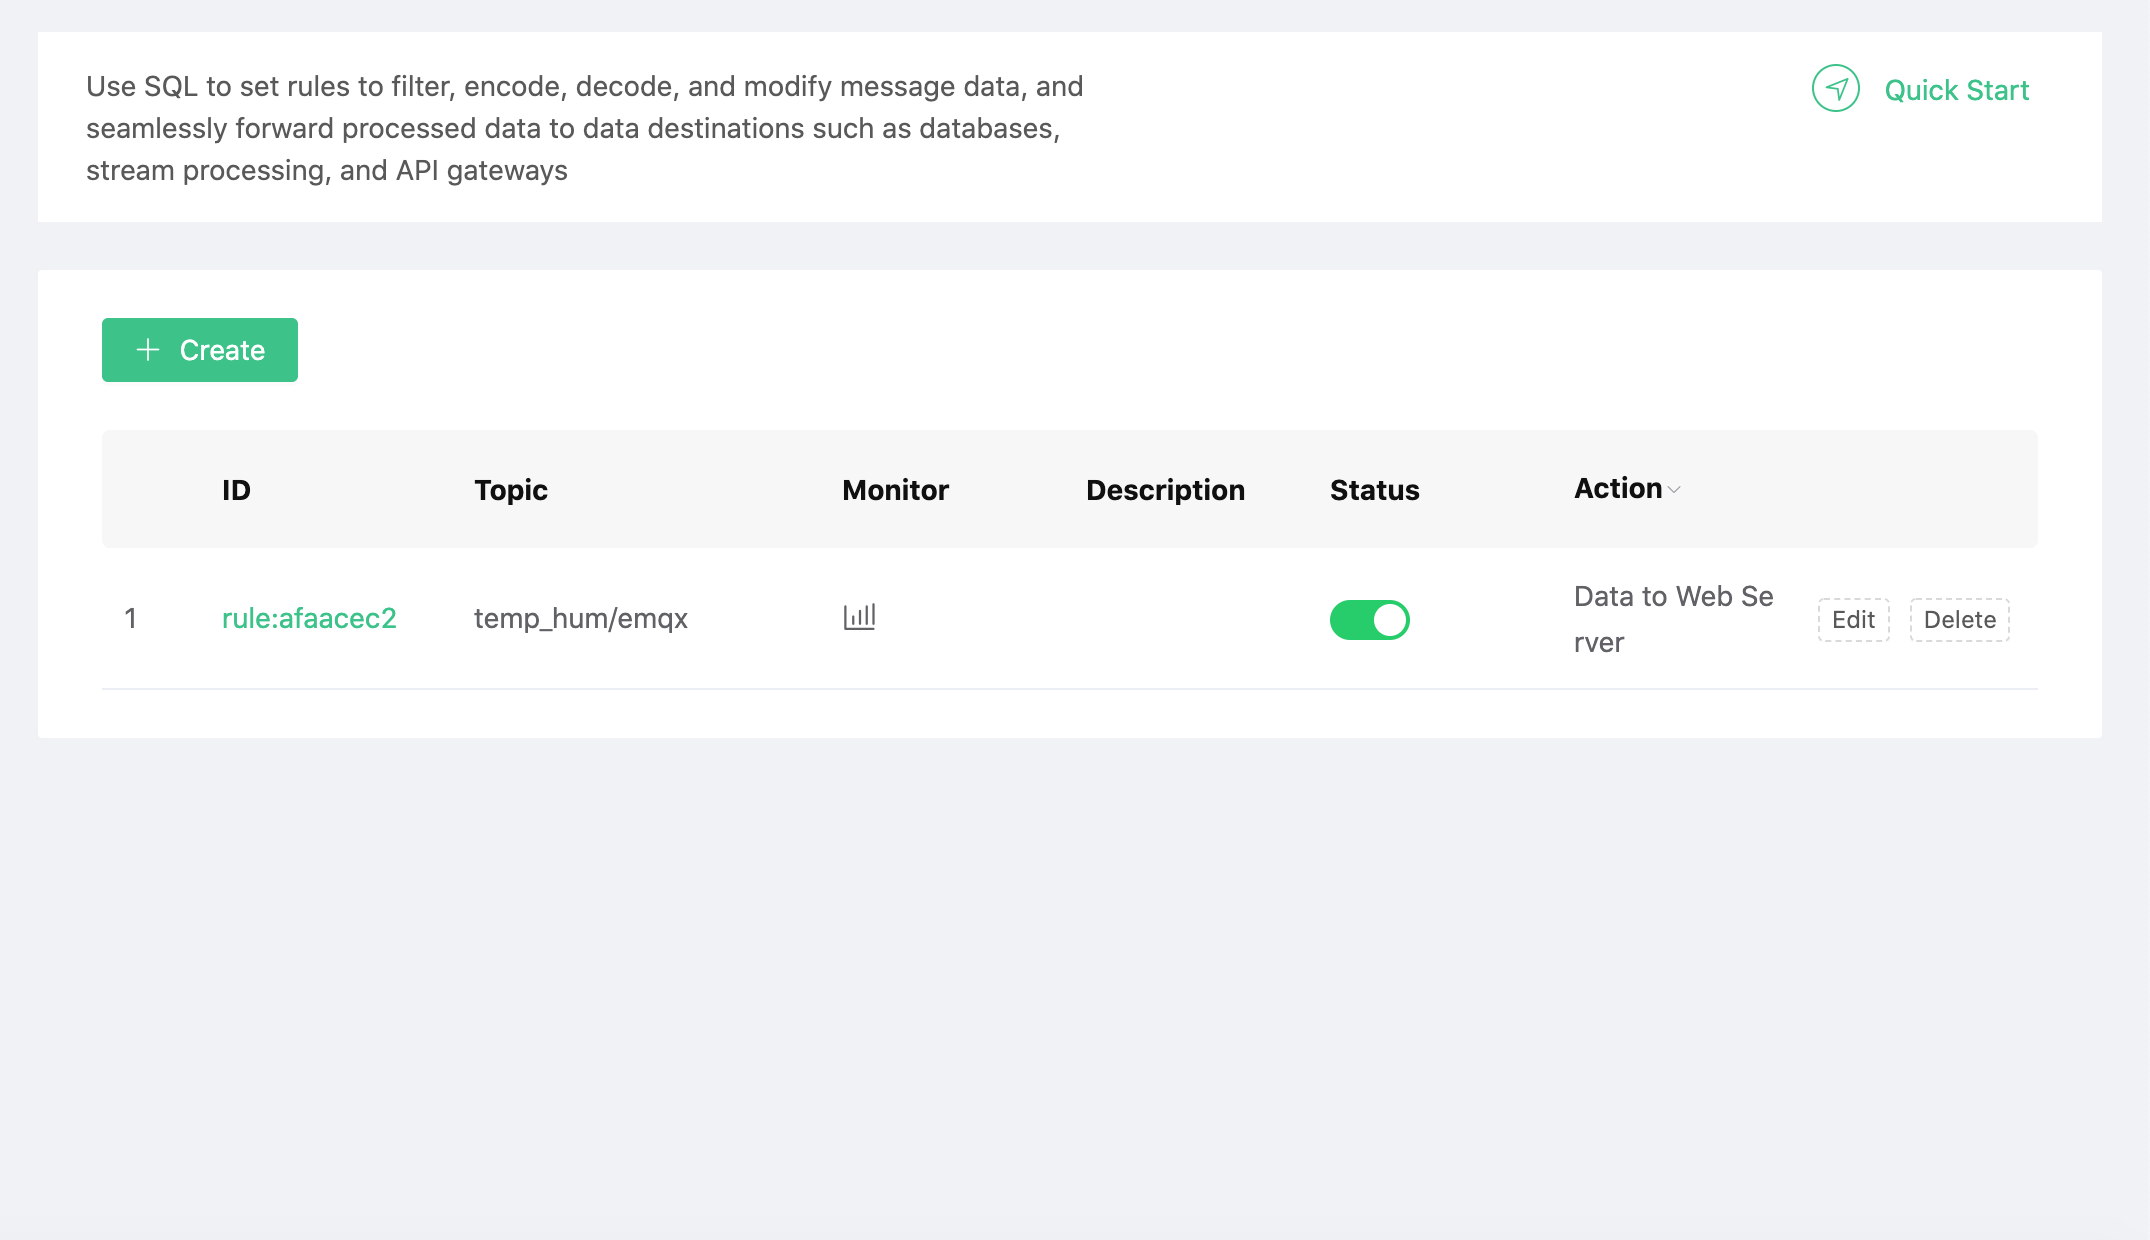 Use SQL to set rules to filter, encode, decode, and modify message data, and
seamlessly forward processed data to data destinations such as databases,
stream processing, and API gateways
Quick Start
Create
ID Topic Monitor Description Status Action
1 rule:afaacec2 temp_hum/emqx Data to Web Se
rver
Edit Delete